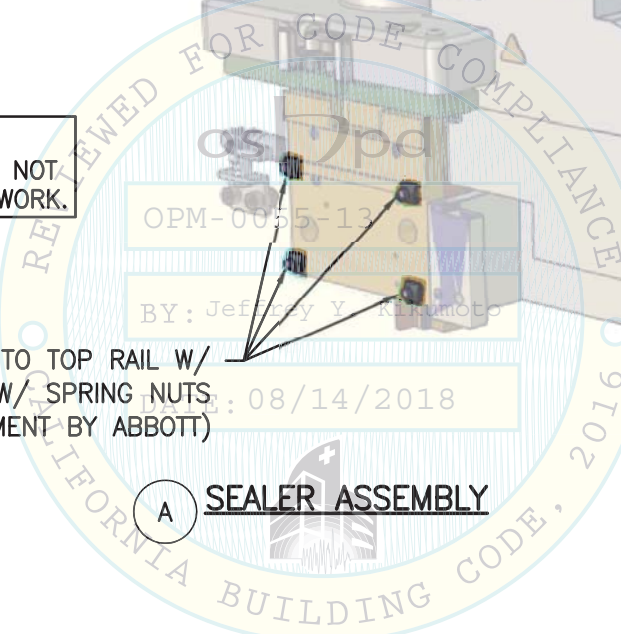 REVIEWED FOR CODE COMPLIANCE
NOT
WORK.
oshpd
OPM-0055-13
BY: Jeffrey Y. Kikumoto
TO TOP RAIL W/
W/ SPRING NUTS
MENT BY ABBOTT)
DATE: 08/14/2018
A SEALER ASSEMBLY
CALIFORNIA BUILDING CODE, 2016